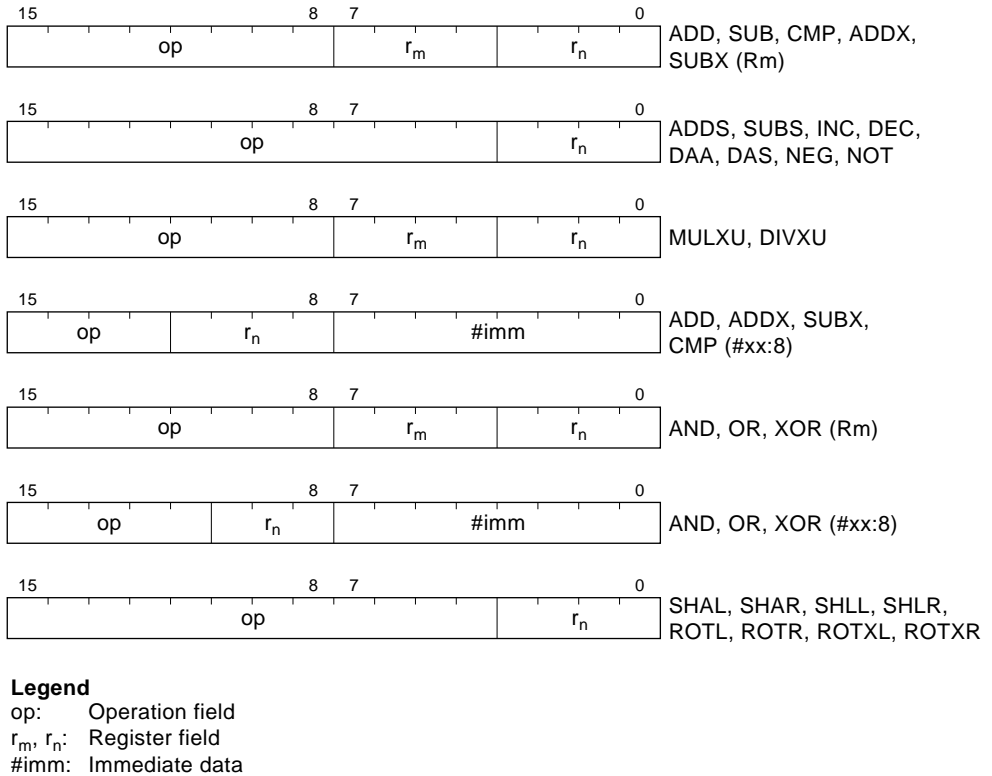 15 8 7 0
op rm rn
ADD, SUB, CMP, ADDX,
SUBX (Rm)
15 8 7 0
op rn
ADDS, SUBS, INC, DEC,
DAA, DAS, NEG, NOT
15 8 7 0
op rm rn
MULXU, DIVXU
15 8 7 0
op rn #imm
ADD, ADDX, SUBX,
CMP (#xx:8)
15 8 7 0
op rm rn
AND, OR, XOR (Rm)
15 8 7 0
op rn #imm
AND, OR, XOR (#xx:8)
15 8 7 0
op rn
SHAL, SHAR, SHLL, SHLR,
ROTL, ROTR, ROTXL, ROTXR
Legend
op: Operation field
rm, rn: Register field
#imm: Immediate data